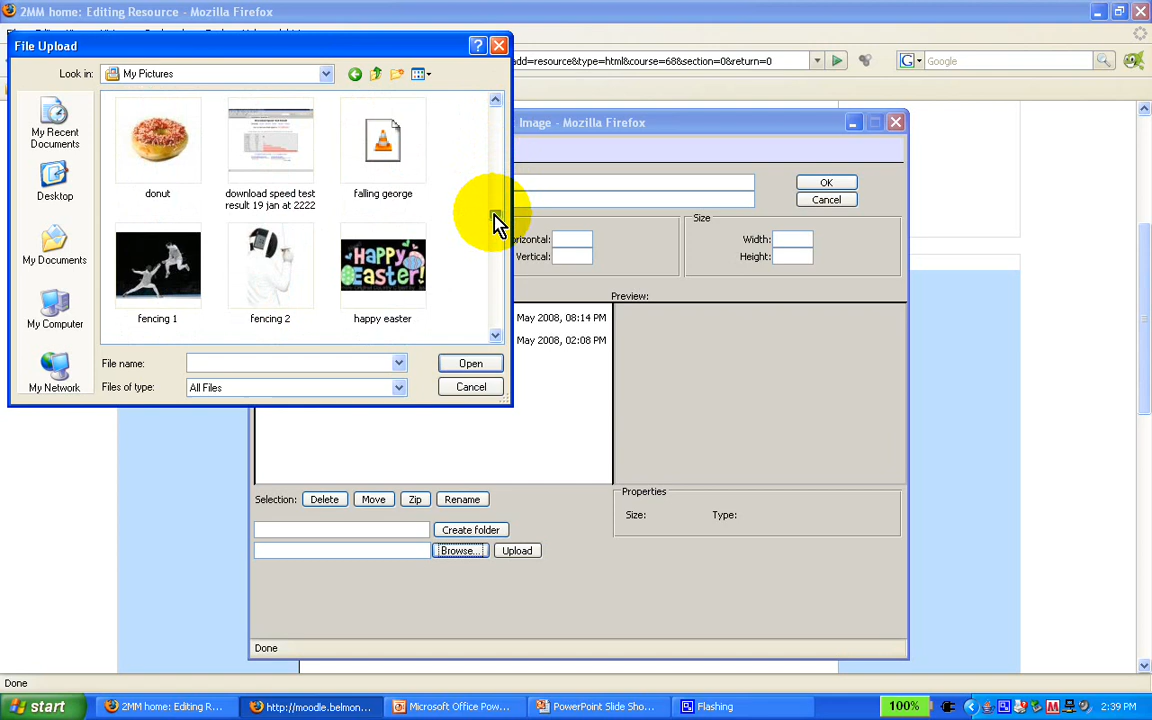 2MM home: Editing Resource - Mozilla Firefox
File Upload
Look in: My Pictures
add=resource&type=html&course=68&section=0&return=0
G Google
Image - Mozilla Firefox
My Recent Documents
Desktop
My Documents
My Computer
My Network
donut
download speed test result 19 jan at 2222
falling george
HAPPY EASTER!
fencing 1
fencing 2
happy easter
File name:
Open
Files of type: All Files
Cancel
OK
Cancel
Size
Horizontal:
Vertical:
Width:
Height:
Preview:
May 2008, 08:14 PM
May 2008, 02:08 PM
Selection: Delete Move Zip Rename
Create folder
Browse... Upload
Properties
Size: Type:
Done
Done
start
2MM home: Editing R...
http://moodle.belmon...
Microsoft Office Pow...
PowerPoint Slide Sho...
Flashing
100%
2:39 PM